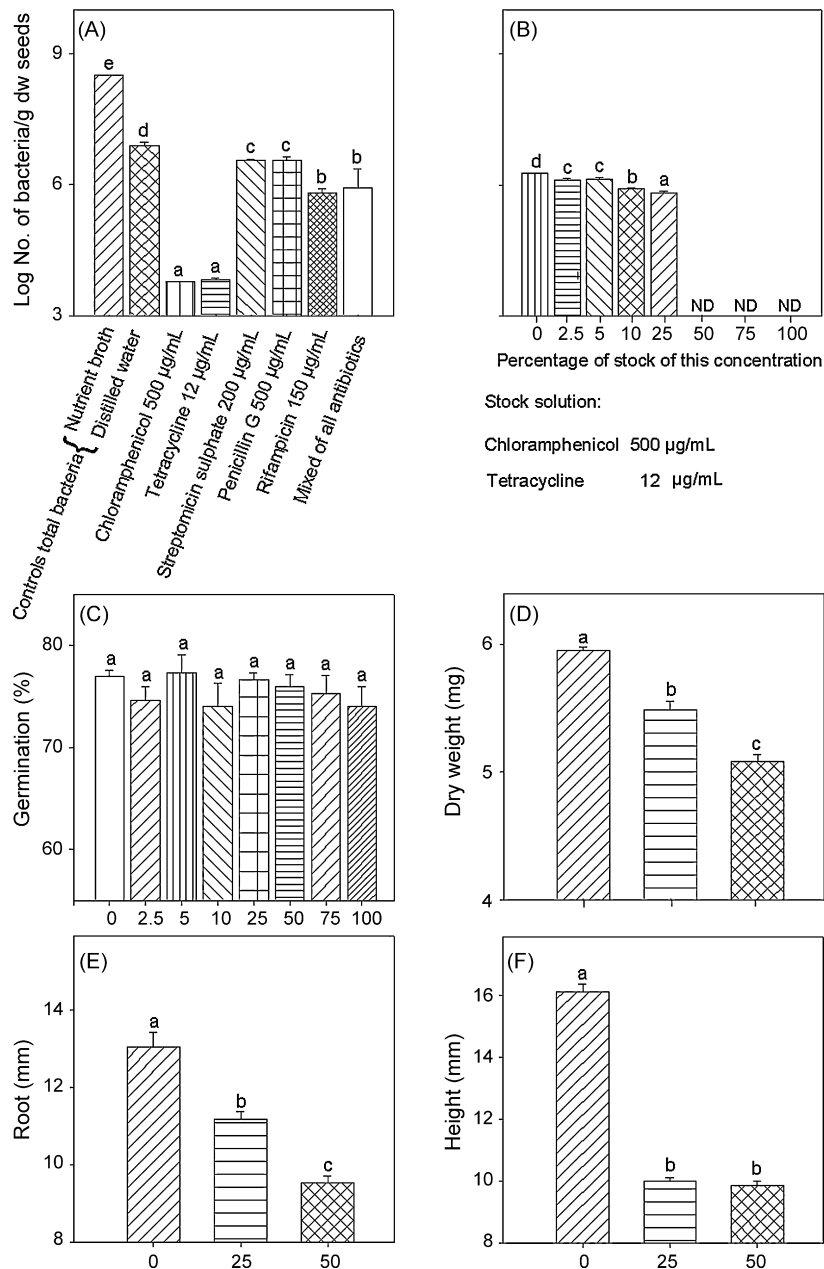 (A)
Log No. of bacteria/g dw seeds
9
6
3
e
d
a
a
c
c
b
b
Controls total bacteria {
Nutrient broth
Distilled water
Chloramphenicol 500 µg/mL
Tetracycline 12 µg/mL
Streptomicin sulphate 200 µg/mL
Penicillin G 500 µg/mL
Rifampicin 150 µg/mL
Mixed of all antibiotics
(B)
d c c b a ND ND ND
0 2.5 5 10 25 50 75 100
Percentage of stock of this concentration
Stock solution:
Chloramphenicol 500 µg/mL
Tetracycline 12 µg/mL
(C)
Germination (%)
80
70
60
a a a a a a a a
0 2.5 5 10 25 50 75 100
(D)
Dry weight (mg)
6
5
4
a
b
c
(E)
Root (mm)
14
12
10
8
a
b
c
0 25 50
(F)
Height (mm)
16
14
12
10
8
a
b
b
0 25 50